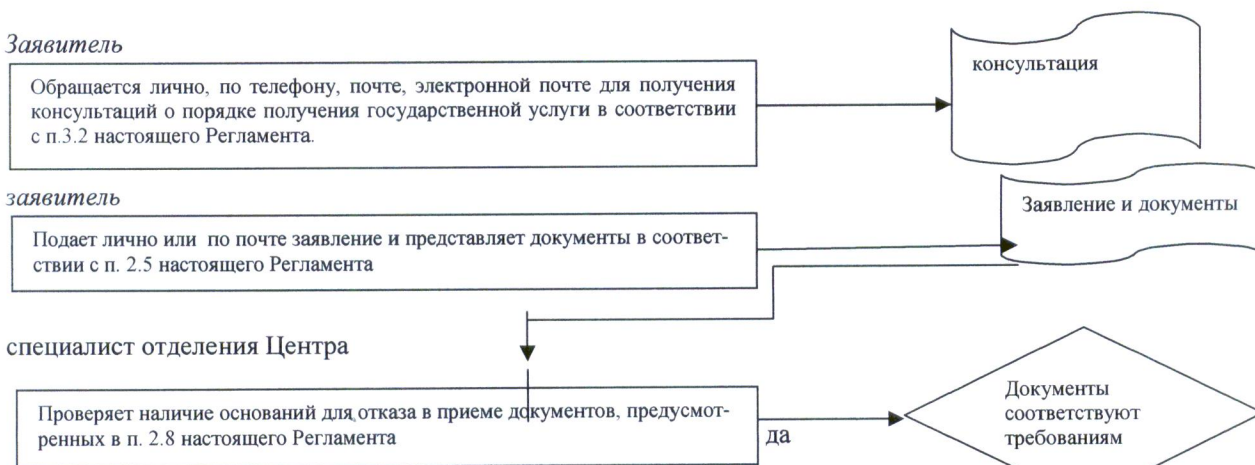 Заявитель
Обращается лично, по телефону, почте, электронной почте для получения
консультаций о порядке получения государственной услуги в соответствии
с п.3.2 настоящего Регламента.
консультация
заявитель
Подает лично или по почте заявление и представляет документы в соответ-
ствии с п. 2.5 настоящего Регламента
Заявление и документы
специалист отделения Центра
Проверяет наличие оснований для отказа в приеме документов, предусмот-
ренных в п. 2.8 настоящего Регламента
да
Документы
соответствуют
требованиям